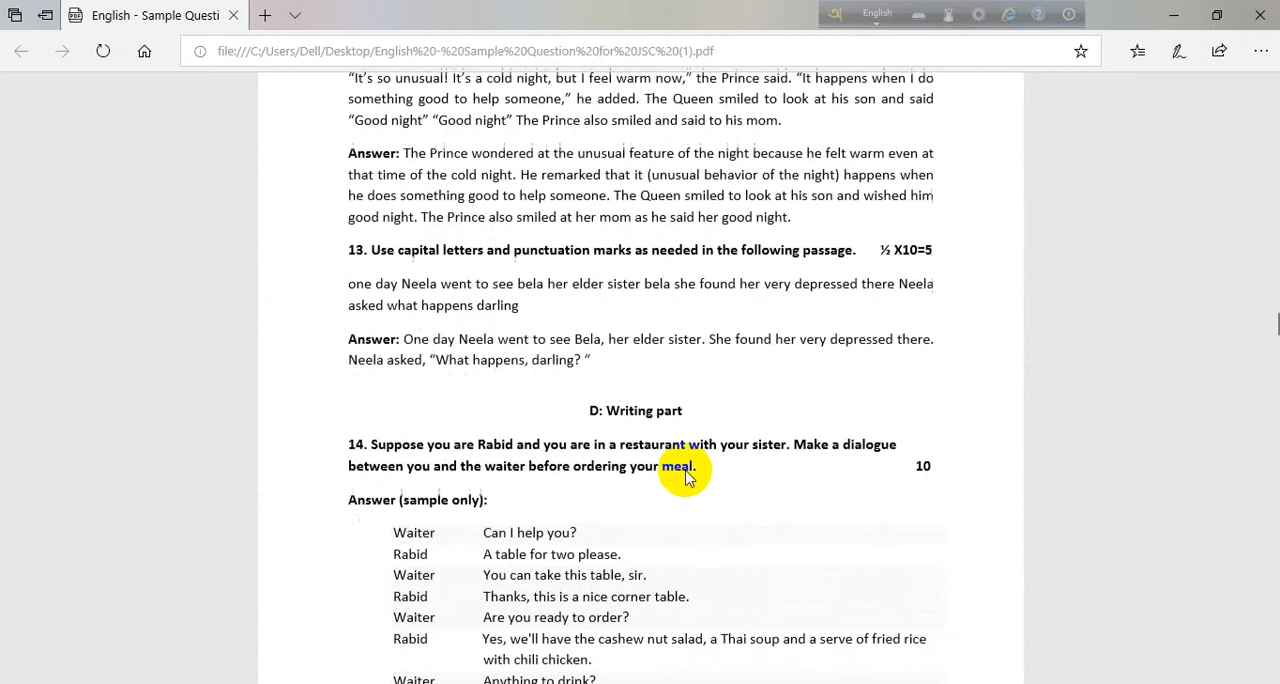 English - Sample Questi
English
file:///C:/Users/Dell/Desktop/English%20-%20Sample%20Question%20for%20JSC%20(1).pdf
“It’s so unusual! It’s a cold night, but I feel warm now,” the Prince said. “It happens when I do
something good to help someone,” he added. The Queen smiled to look at his son and said
“Good night” “Good night” The Prince also smiled and said to his mom.
Answer: The Prince wondered at the unusual feature of the night because he felt warm even at
that time of the cold night. He remarked that it (unusual behavior of the night) happens when
he does something good to help someone. The Queen smiled to look at his son and wished him
good night. The Prince also smiled at her mom as he said her good night.
13. Use capital letters and punctuation marks as needed in the following passage. ½ X10=5
one day Neela went to see bela her elder sister bela she found her very depressed there Neela
asked what happens darling
Answer: One day Neela went to see Bela, her elder sister. She found her very depressed there.
Neela asked, “What happens, darling? “
D: Writing part
14. Suppose you are Rabid and you are in a restaurant with your sister. Make a dialogue
between you and the waiter before ordering your meal. 10
Answer (sample only):
Waiter Can I help you?
Rabid A table for two please.
Waiter You can take this table, sir.
Rabid Thanks, this is a nice corner table.
Waiter Are you ready to order?
Rabid Yes, we'll have the cashew nut salad, a Thai soup and a serve of fried rice
with chili chicken.
Waiter Anything to drink?